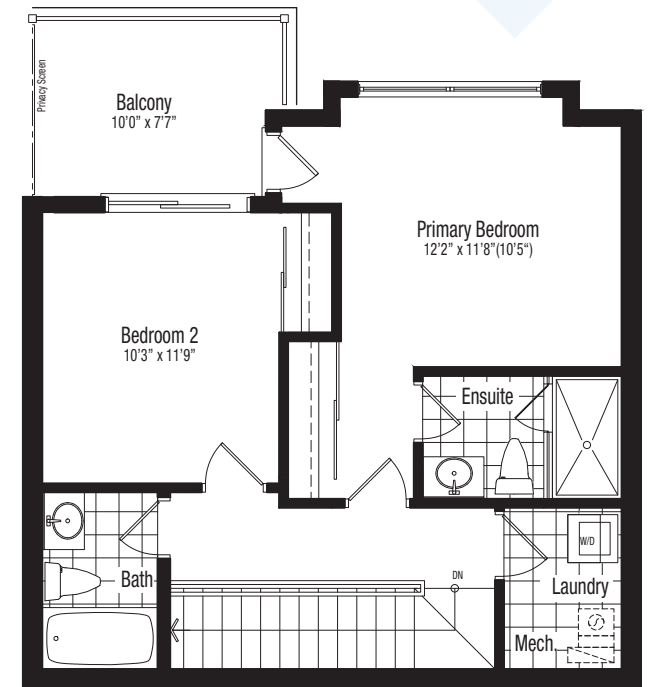 Privacy Screen
Balcony
10'0" x 7'7"
Primary Bedroom
12'2" x 11'8"(10'5“)
Bedroom 2
10'3” x 11'9”
Ensuite
W/D
DN
Bath
Laundry
Mech.